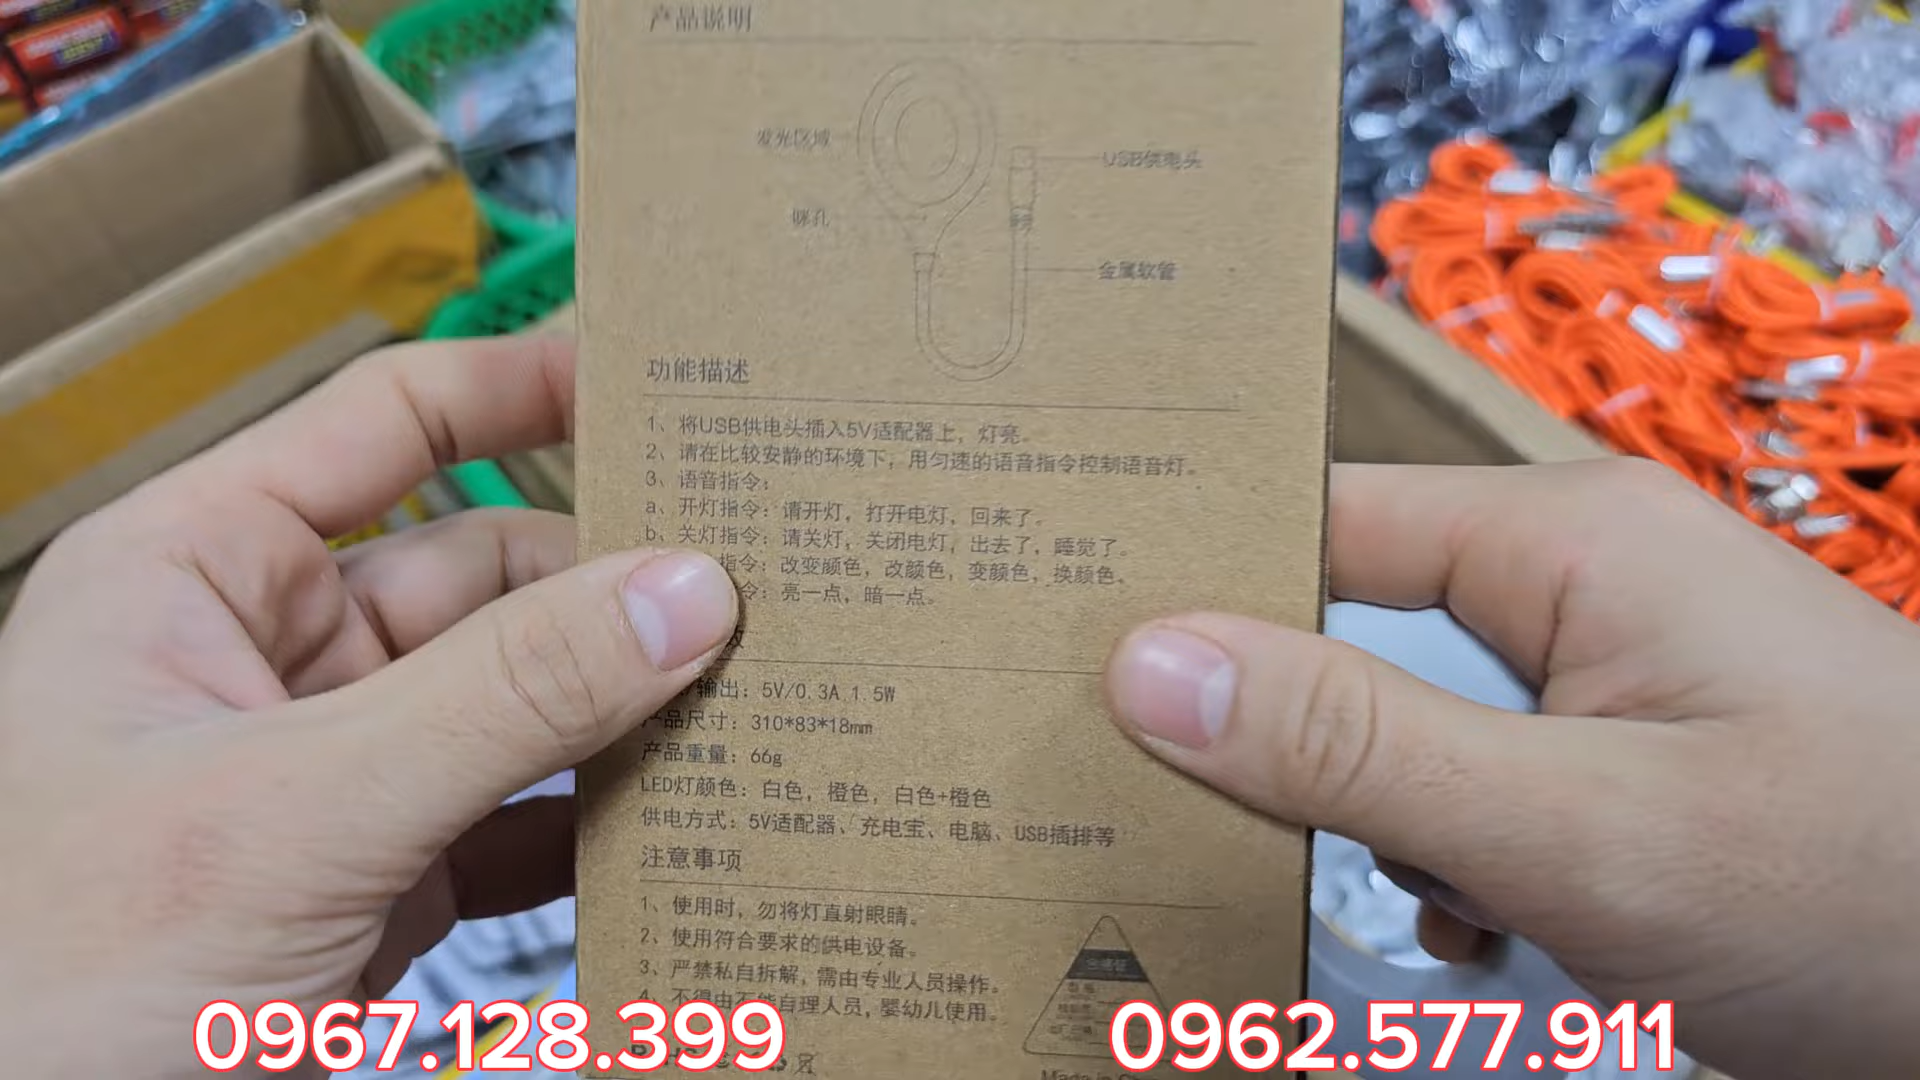 产品说明
发光区域
USB供电头
咪孔
金属软管
功能描述
1、将USB供电头插入5V适配器上，灯亮。
2、请在比较安静的环境下，用匀速的语音指令控制语音灯。
3、语音指令：
a、开灯指令：请开灯，打开电灯，回来了。
b、关灯指令：请关灯，关闭电灯，出去了，睡觉了。
指令：改变颜色，改颜色，变颜色，换颜色。
令：亮一点，暗一点。
/输出：5V/0.3A 1.5W
产品尺寸：310*83*18mm
产品重量：66g
LED灯颜色：白色，橙色，白色+橙色
供电方式：5V适配器、充电宝、电脑、USB插排等
注意事项
1、使用时，勿将灯直射眼睛。
2、使用符合要求的供电设备。
3、严禁私自拆解，需由专业人员操作。
4、不得由不能自理人员，婴幼儿使用。
合格证
Made in
0967.128.399
0962.577.911